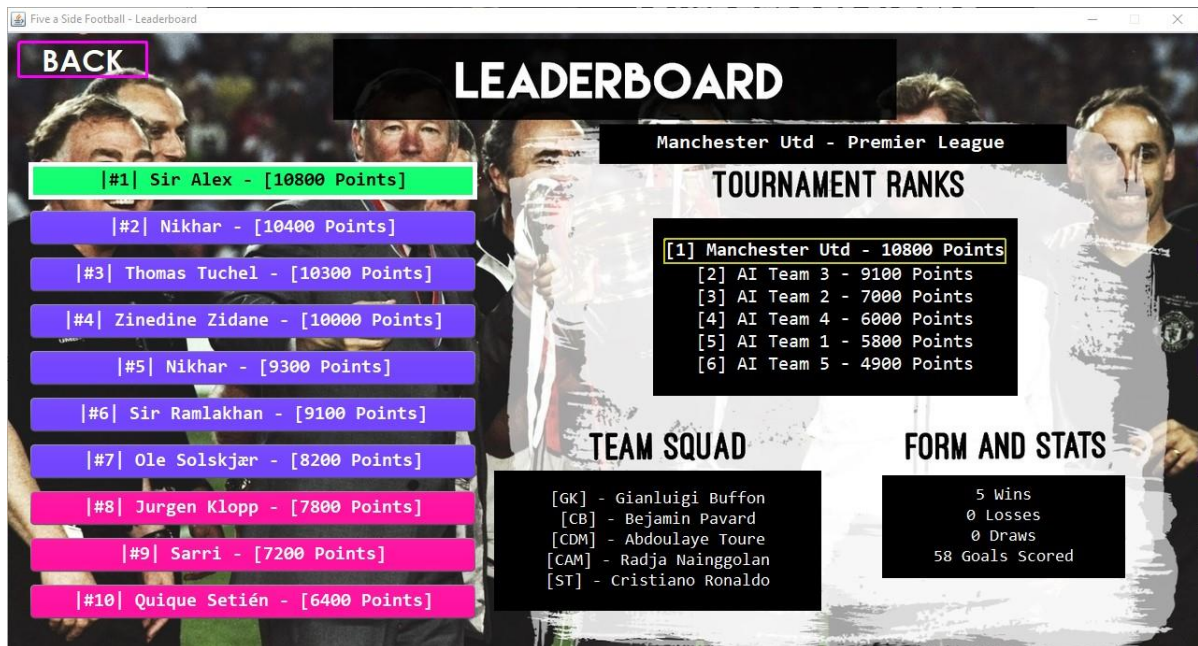 Five a Side Football - Leaderboard
BACK
LEADERBOARD
|#1| Sir Alex - [10800 Points]
|#2| Nikhar - [10400 Points]
|#3| Thomas Tuchel - [10300 Points]
|#4| Zinedine Zidane - [10000 Points]
|#5| Nikhar - [9300 Points]
|#6| Sir Ramlakhan - [9100 Points]
|#7| Ole Solskjær - [8200 Points]
|#8| Jurgen Klopp - [7800 Points]
|#9| Sarri - [7200 Points]
|#10| Quique Setién - [6400 Points]
Manchester Utd - Premier League
TOURNAMENT RANKS
[1] Manchester Utd - 10800 Points
[2] AI Team 3 - 9100 Points
[3] AI Team 2 - 7000 Points
[4] AI Team 4 - 6000 Points
[5] AI Team 1 - 5800 Points
[6] AI Team 5 - 4900 Points
TEAM SQUAD
[GK] - Gianluigi Buffon
[CB] - Bejamin Pavard
[CDM] - Abdoulaye Toure
[CAM] - Radja Nainggolan
[ST] - Cristiano Ronaldo
FORM AND STATS
5 Wins
0 Losses
0 Draws
58 Goals Scored